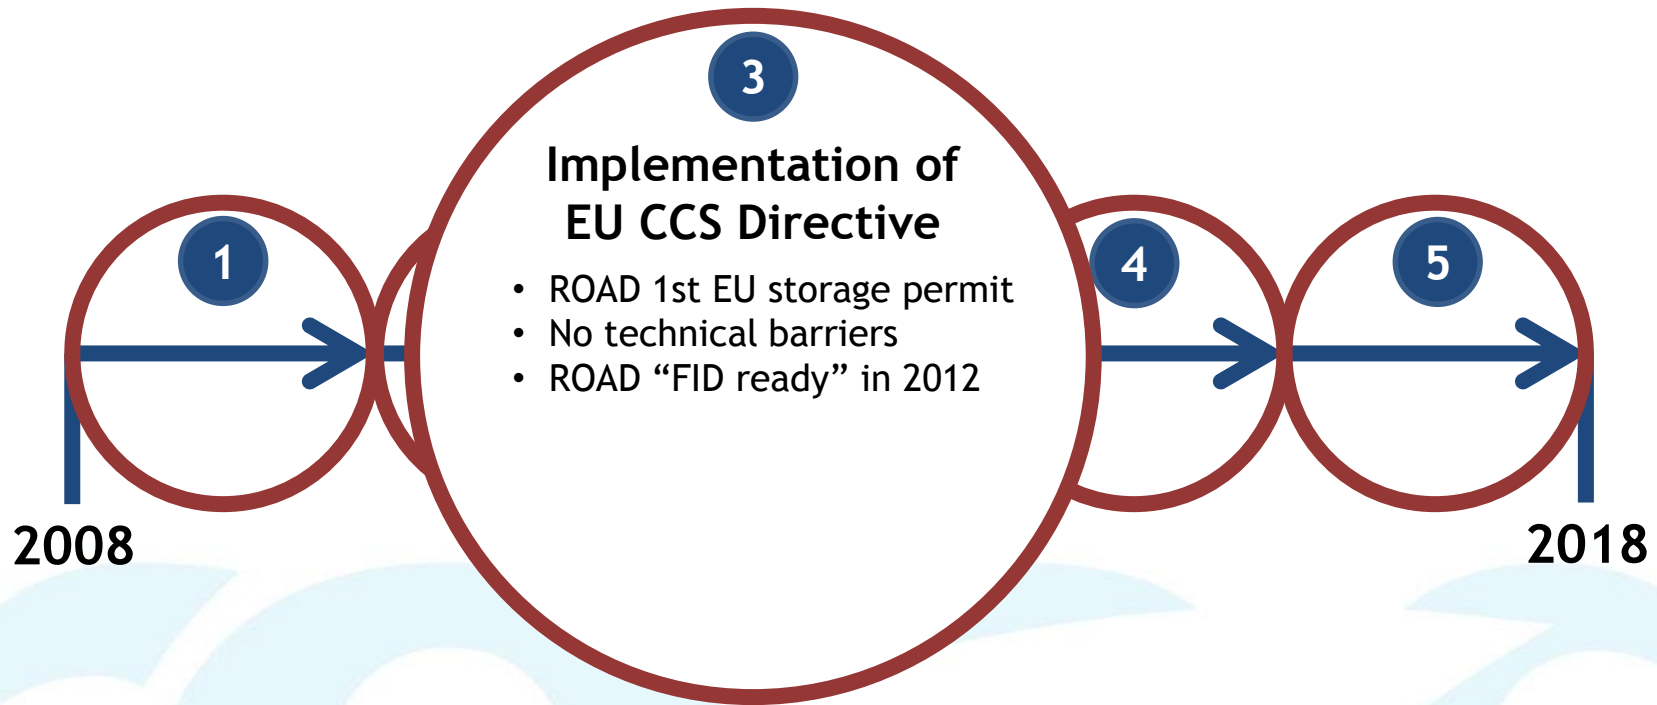 3
Implementation of
EU CCS Directive
• ROAD 1st EU storage permit
• No technical barriers
• ROAD “FID ready” in 2012
1
4
5
2008
2018